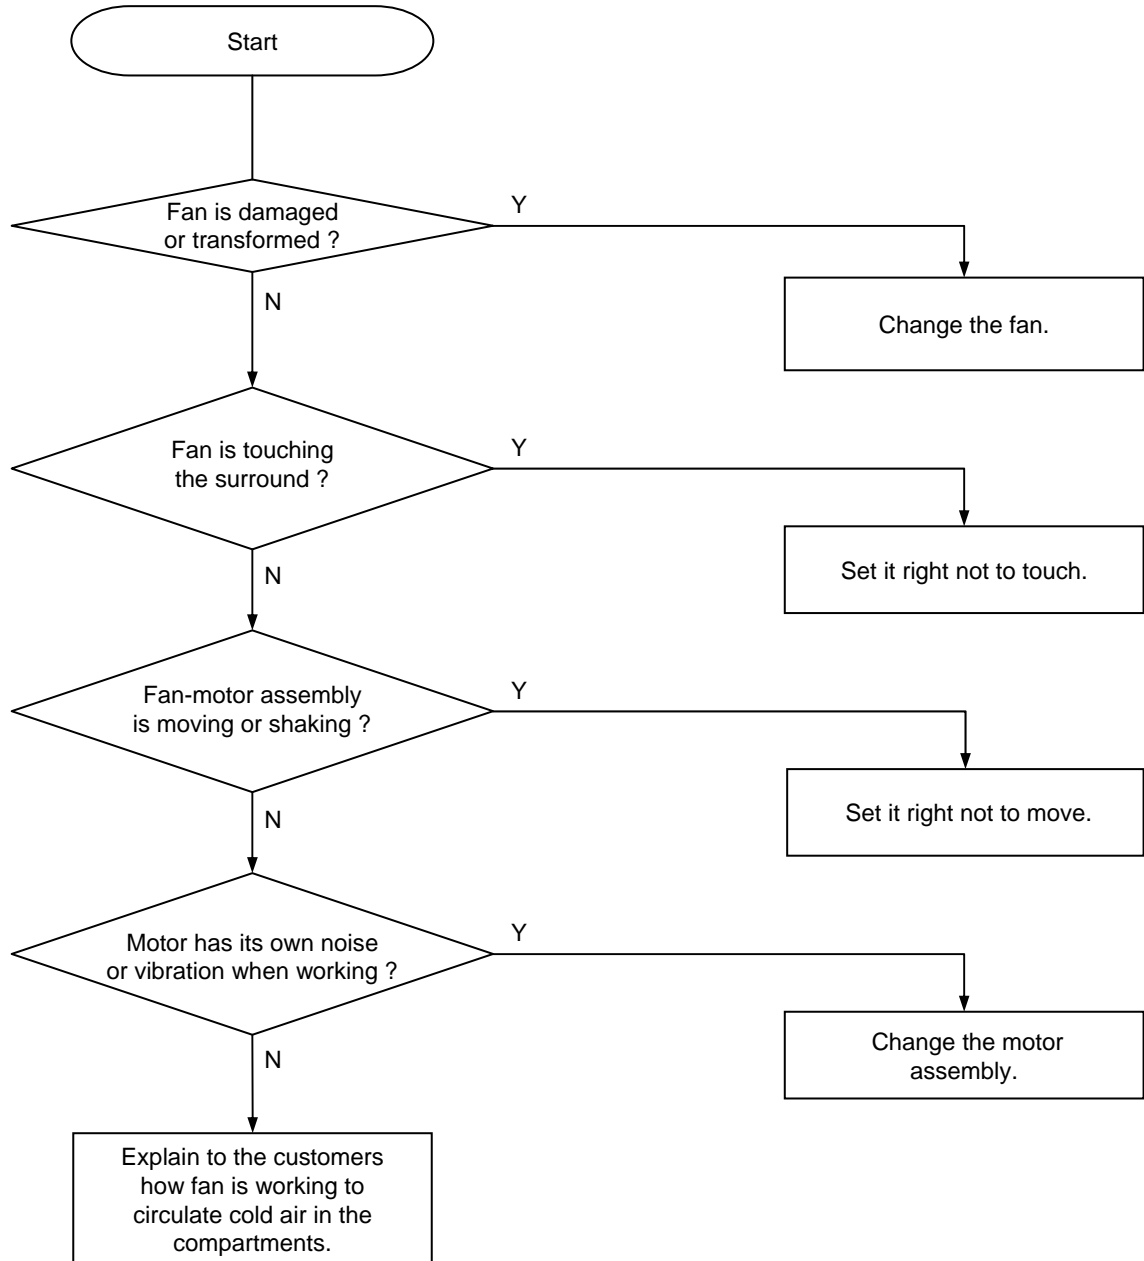 Start
Fan is damaged
or transformed ?
Y
N
Change the fan.
Fan is touching
the surround ?
Y
N
Set it right not to touch.
Fan-motor assembly
is moving or shaking ?
Y
N
Set it right not to move.
Motor has its own noise
or vibration when working ?
Y
N
Change the motor
assembly.
Explain to the customers
how fan is working to
circulate cold air in the
compartments.